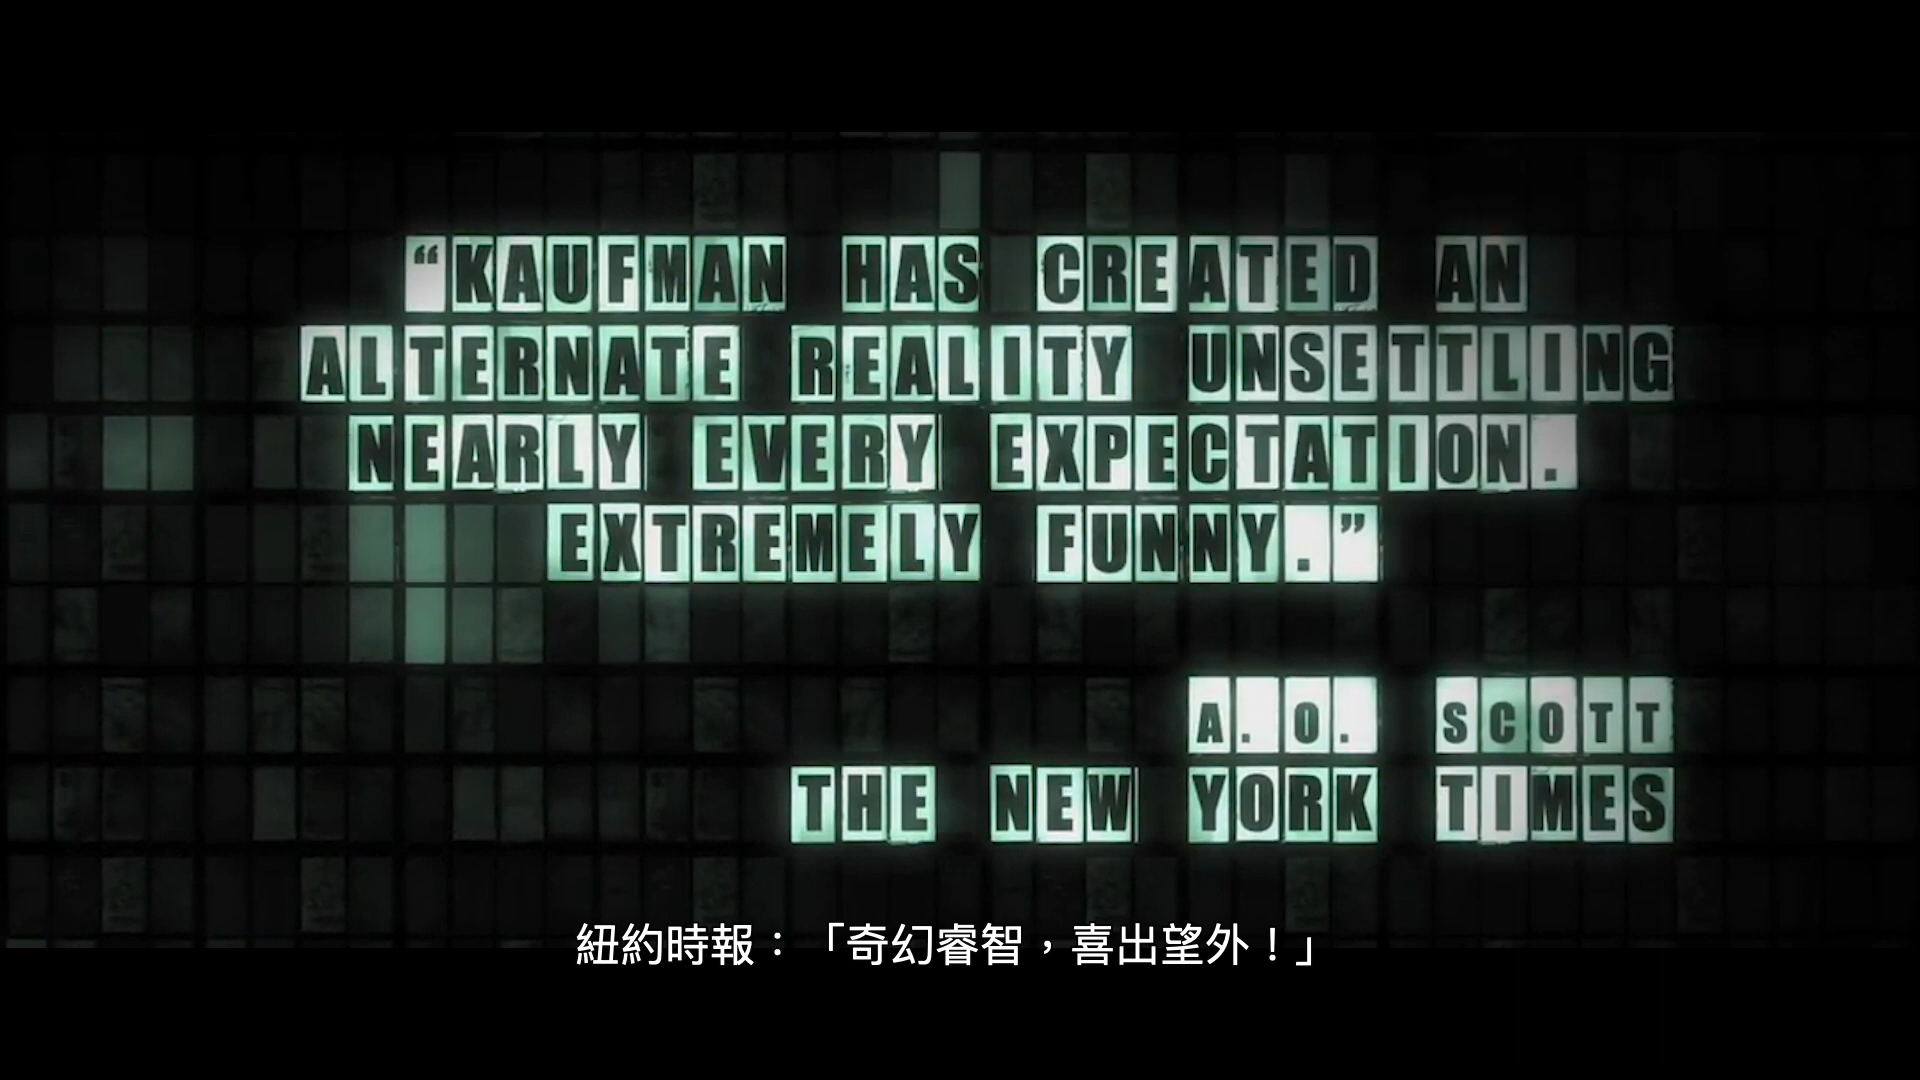 “KAUFMAN HAS CREATED AN
ALTERNATE REALITY UNSETTLING
NEARLY EVERY EXPECTATION.
EXTREMELY FUNNY.”
A. O. SCOTT
THE NEW YORK TIMES
紐約時報：「奇幻睿智，喜出望外！」